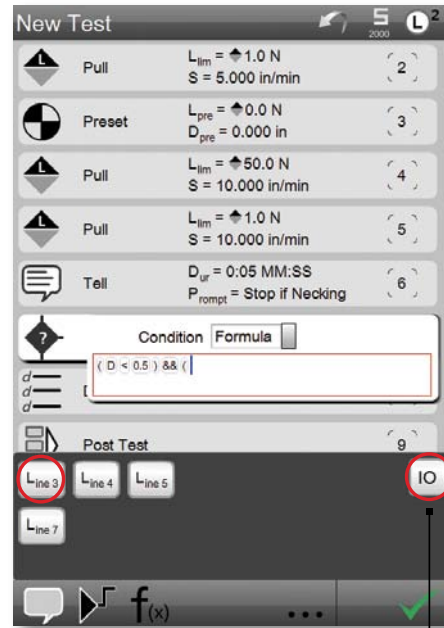 New Test
S
2000
L2
L
Pull
Llim = 1.0 N
S = 5.000 in/min
2
Preset
Lpre = 0.0 N
Dpre = 0.000 in
3
L
Pull
Llim = 50.0 N
S = 10.000 in/min
4
L
Pull
Llim = 1.0 N
S = 10.000 in/min
5
Tell
Dur = 0:05 MM:SS
Prompt = Stop if Necking
6
?
Condition Formula
( D < 0.5 ) && (
d
d
d
Post Test
9
Line 3 Line 4 Line 5
IO
Line 7
f(x)
...